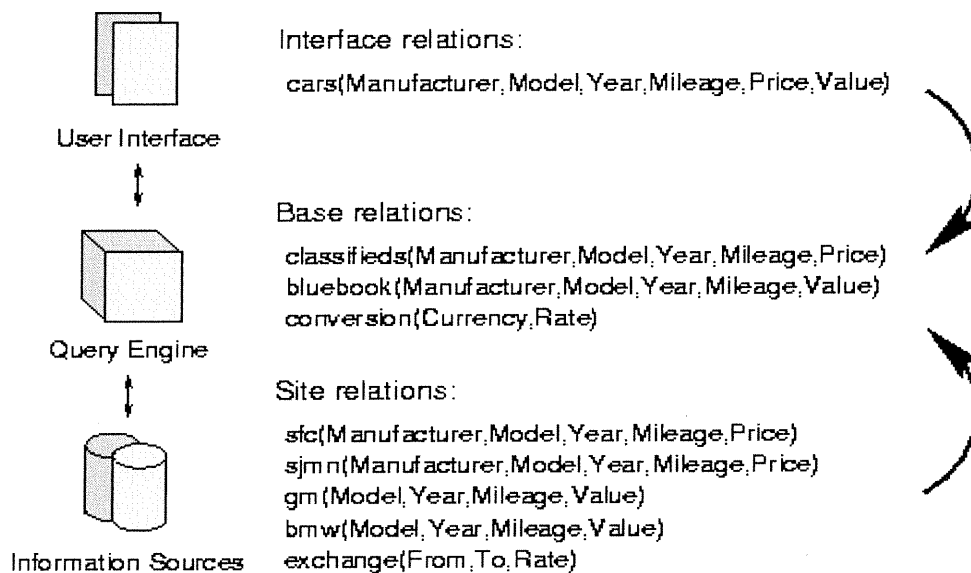 Interface relations:
cars(Manufacturer,Model,Year,Mileage,Price,Value)
User Interface
Base relations:
classifieds(Manufacturer,Model,Year,Mileage,Price)
bluebook(Manufacturer,Model,Year,Mileage,Value)
conversion(Currency,Rate)
Query Engine
Site relations:
sfc(Manufacturer,Model,Year,Mileage,Price)
sjmn(Manufacturer,Model,Year,Mileage,Price)
gm(Model,Year,Mileage,Value)
bmw(Model,Year,Mileage,Value)
exchange(From,To,Rate)
Information Sources